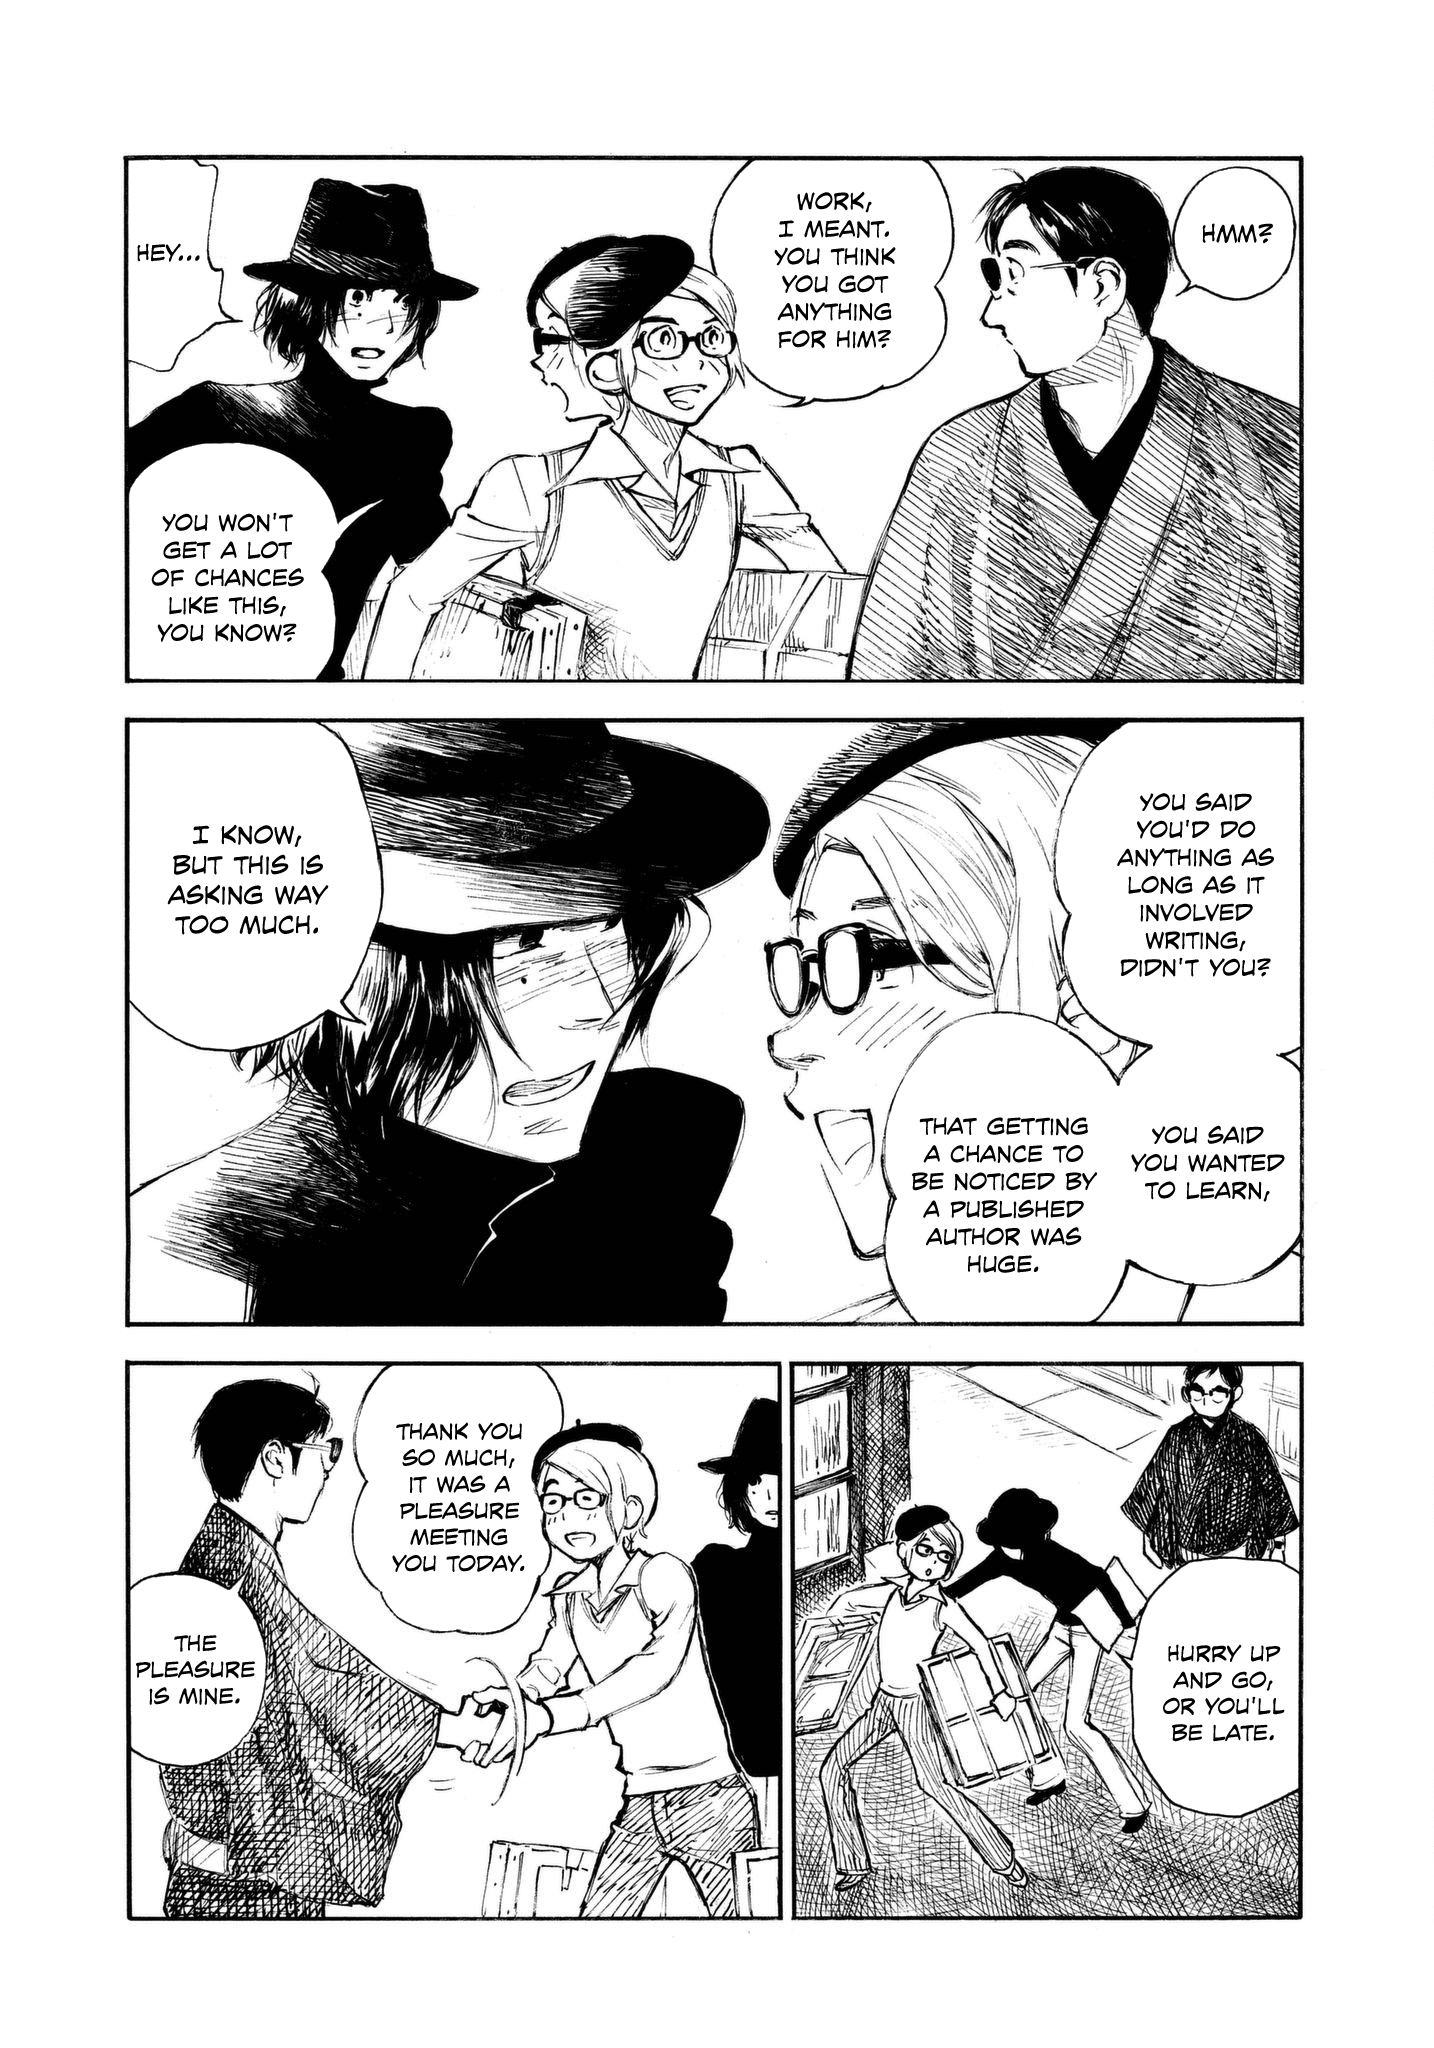 HMM?
WORK,
I MEANT.
YOU THINK
YOU GOT
ANYTHING
FOR HIM?
HEY...
YOU WON'T
GET A LOT
OF CHANCES
LIKE THIS,
YOU KNOW?
YOU SAID
YOU'D DO
ANYTHING AS
LONG AS IT
INVOLVED
WRITING,
DIDN'T YOU?
YOU SAID
YOU WANTED
TO LEARN,
THAT GETTING
A CHANCE TO
BE NOTICED BY
A PUBLISHED
AUTHOR WAS
HUGE.
I KNOW,
BUT THIS IS
ASKING WAY
TOO MUCH.
HURRY UP
AND GO,
OR YOU'LL
BE LATE.
THANK YOU
SO MUCH,
IT WAS A
PLEASURE
MEETING
YOU TODAY.
THE
PLEASURE
IS MINE.